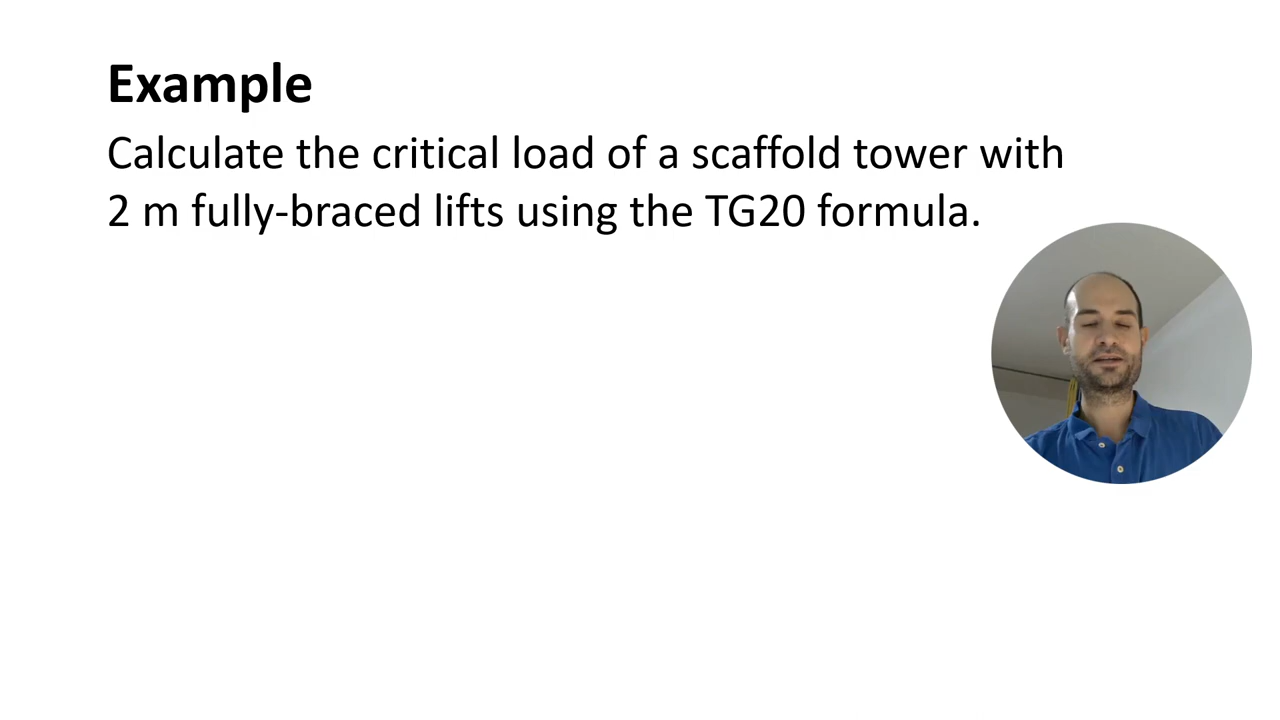 Example
Calculate the critical load of a scaffold tower with
2 m fully-braced lifts using the TG20 formula.